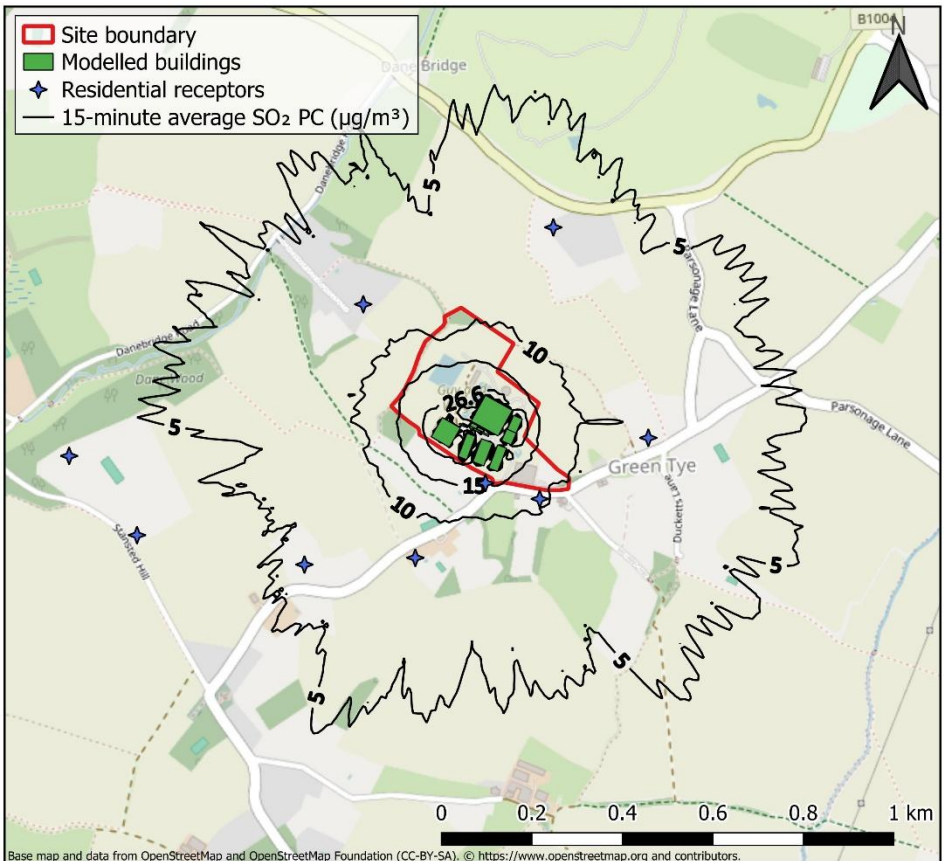 Site boundary
Modelled buildings
Residential receptors
15-minute average SO₂ PC (µg/m³)
B1004
N
Dane Bridge
Danebridge
5
5
Parsonage Lane
10
Danebridge Road
Dane Wood
26.6
5
Parsonage Lane
Green Tye
15
10
Ducketts Lane
Stansted Hill
5
5
5
0 0.2 0.4 0.6 0.8 1 km
Base map and data from OpenStreetMap and OpenStreetMap Foundation (CC-BY-SA). © https://www.openstreetmap.org and contributors.